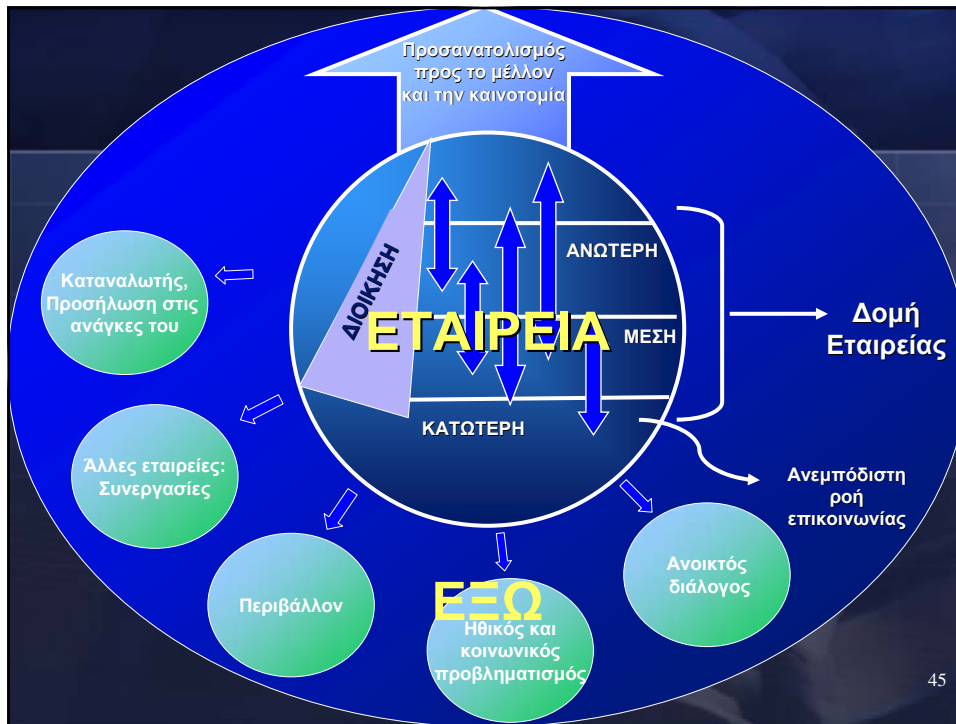 Προσανατολισμός
προς το μέλλον
και την καινοτομία
ΔΙΟΙΚΗΣΗ
ΑΝΩΤΕΡΗ
ΕΤΑΙΡΕΙΑ
ΜΕΣΗ
ΚΑΤΩΤΕΡΗ
Δομή
Εταιρείας
Ανεμπόδιστη
ροή
επικοινωνίας
Καταναλωτής,
Προσήλωση στις
ανάγκες του
Άλλες εταιρείες:
Συνεργασίες
Περιβάλλον
ΕΞΩ
Ηθικός και
κοινωνικός
προβληματισμός
Ανοικτός
διάλογος
45